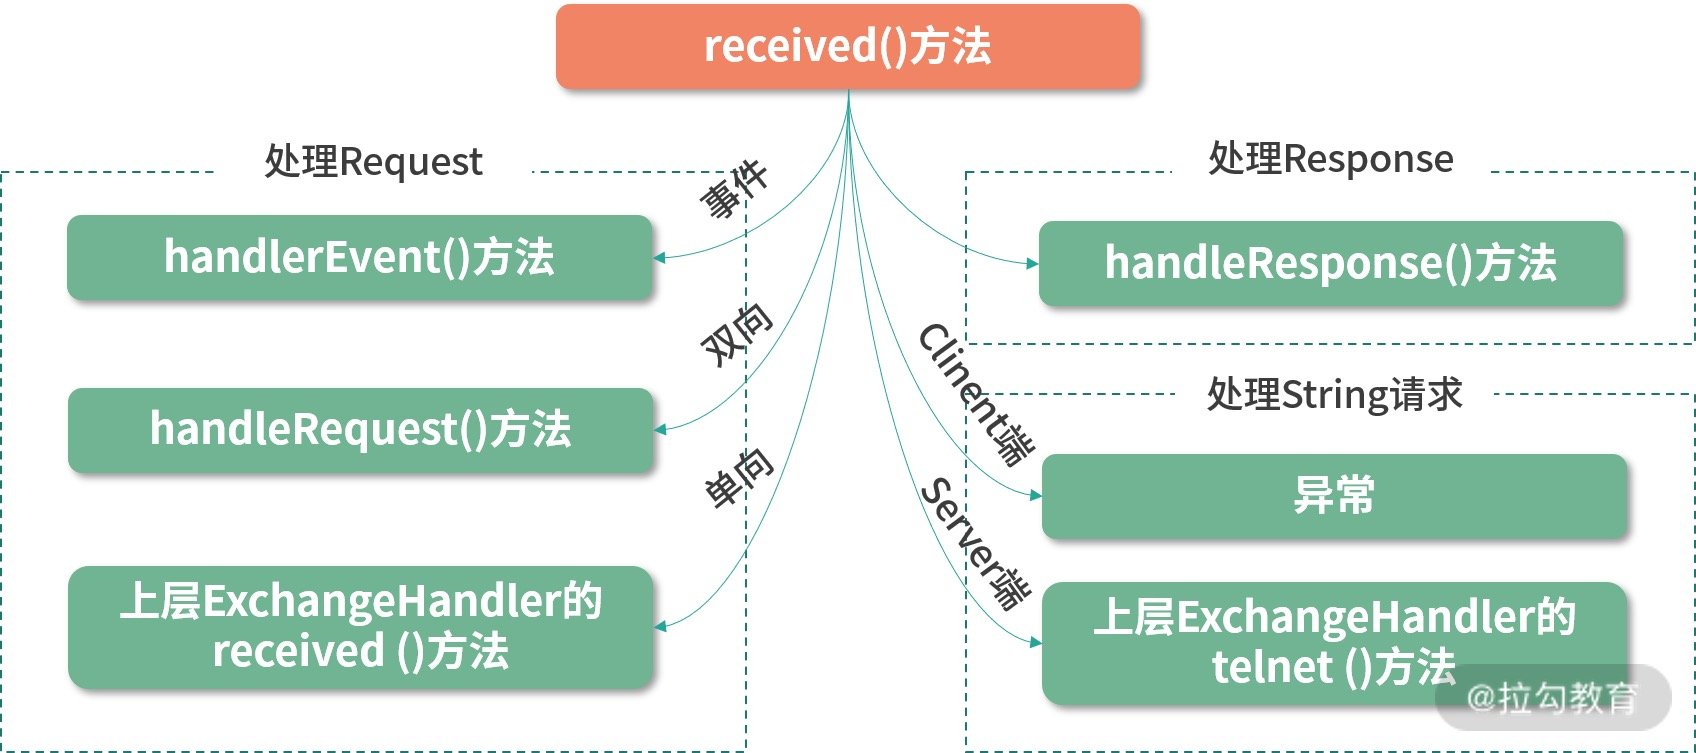 received()方法
处理Request
事件
handlerEvent()方法
双向
handleRequest()方法
单向
上层ExchangeHandler的
received ()方法
处理Response
handleResponse()方法
处理String请求
Clinent端
异常
Server端
上层ExchangeHandler的
telnet ()方法
@拉勾教育